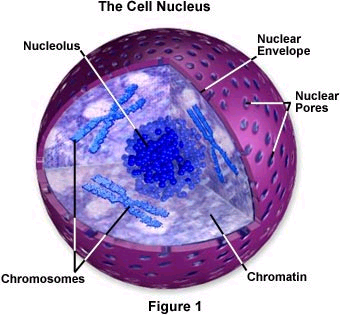 The Cell Nucleus
Nucleolus
Nuclear
Envelope
Nuclear
Pores
Chromosomes
Chromatin
Figure 1